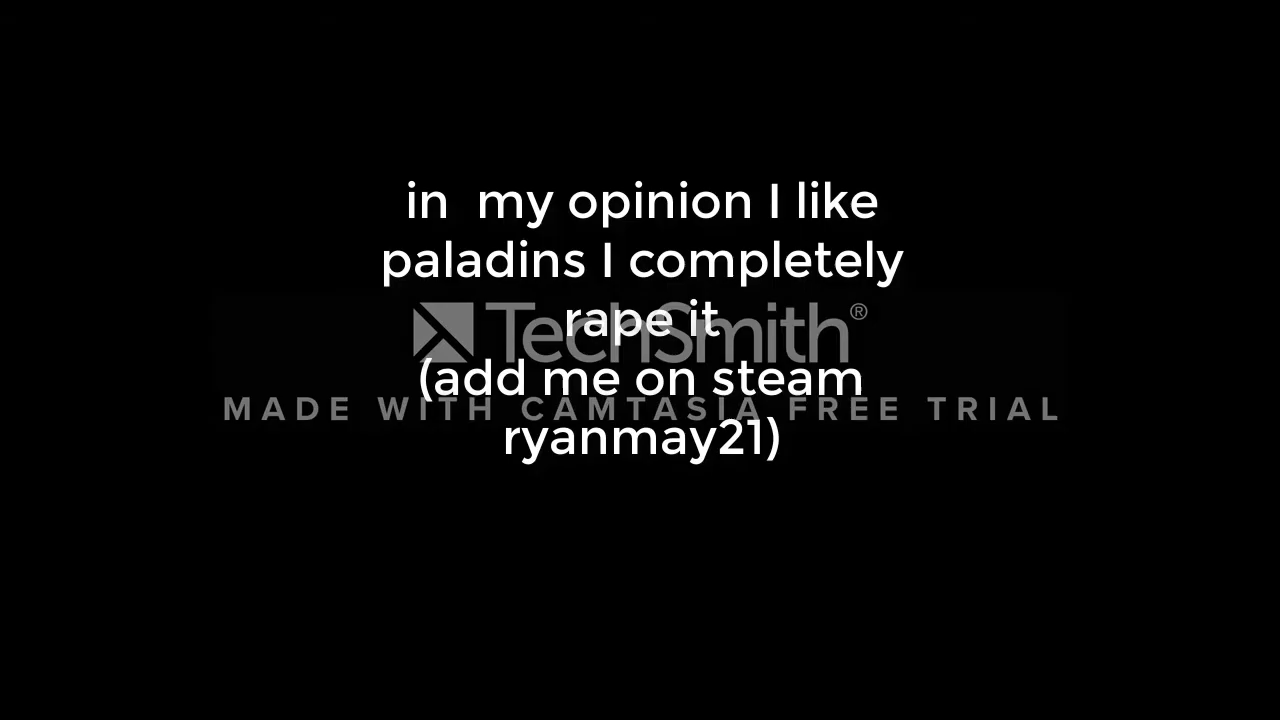 in  my opinion I like
paladins I completely
rape it
TechSmith®
(add me on steam
MADE WITH CAMTASIA FREE TRIAL
ryanmay21)